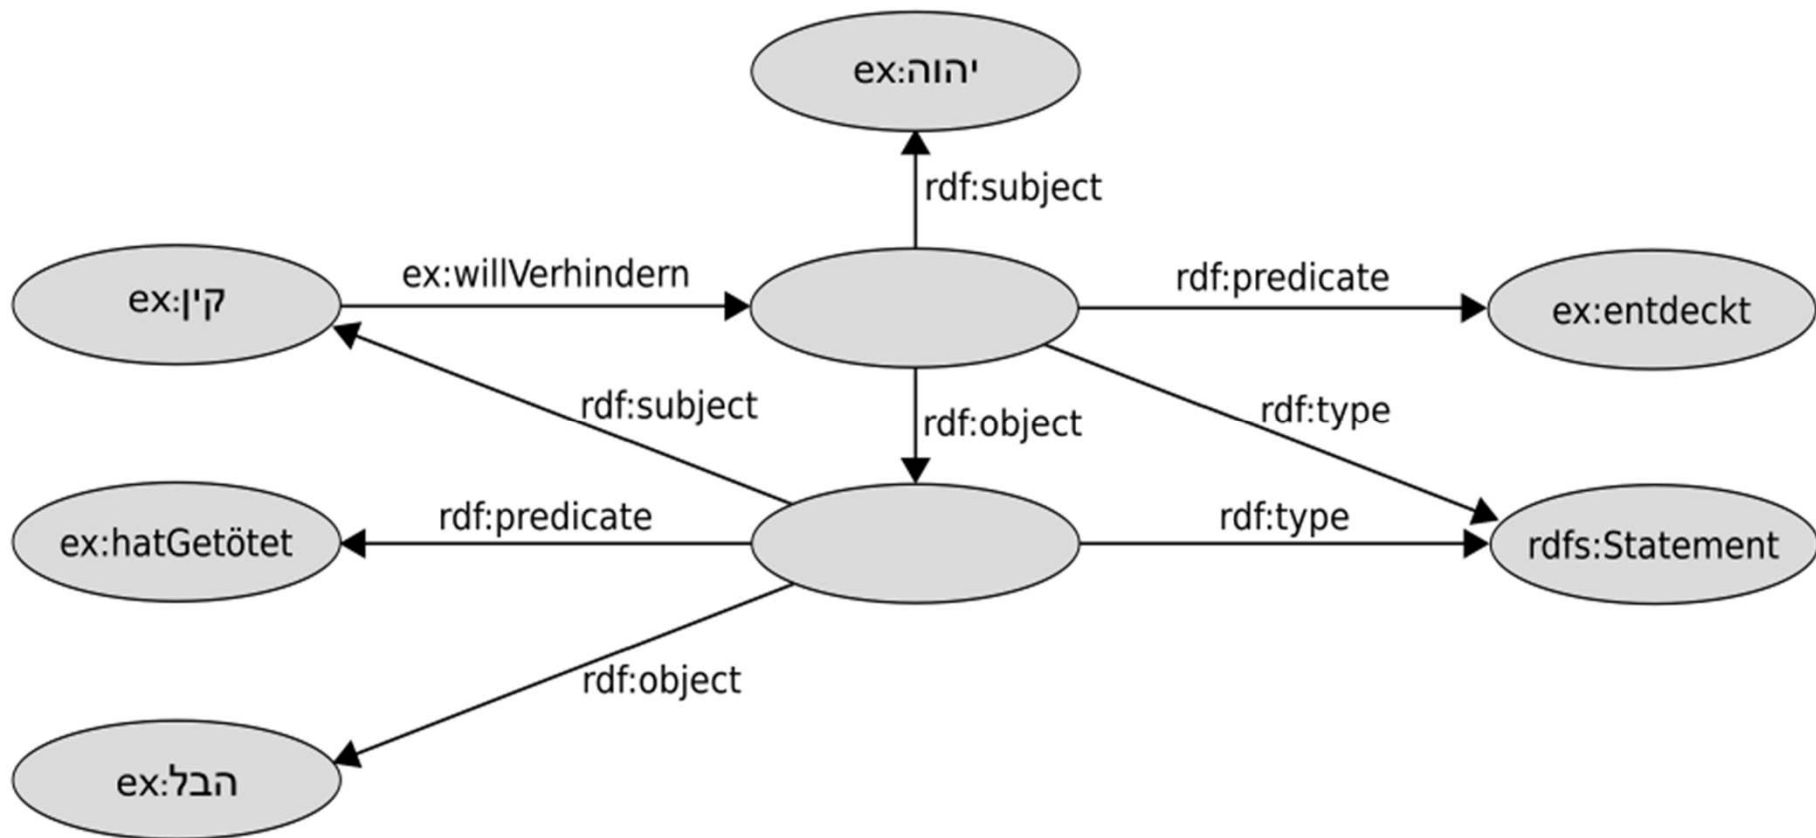 ex:יהוה
rdf:subject
ex:קין
ex:willVerhindern
rdf:predicate
ex:entdeckt
rdf:subject
rdf:object
rdf:type
ex:hatGetötet
rdf:predicate
rdf:type
rdfs:Statement
rdf:object
ex:הבל